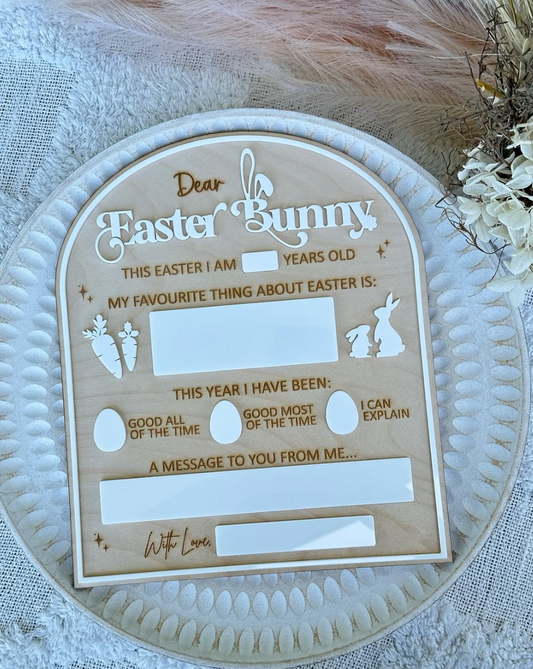 Dear
Easter Bunny
THIS EASTER I AM YEARS OLD
MY FAVOURITE THING ABOUT EASTER IS:
THIS YEAR I HAVE BEEN:
GOOD ALL
OF THE TIME
GOOD MOST
OF THE TIME
I CAN
EXPLAIN
A MESSAGE TO YOU FROM ME...
With Love,